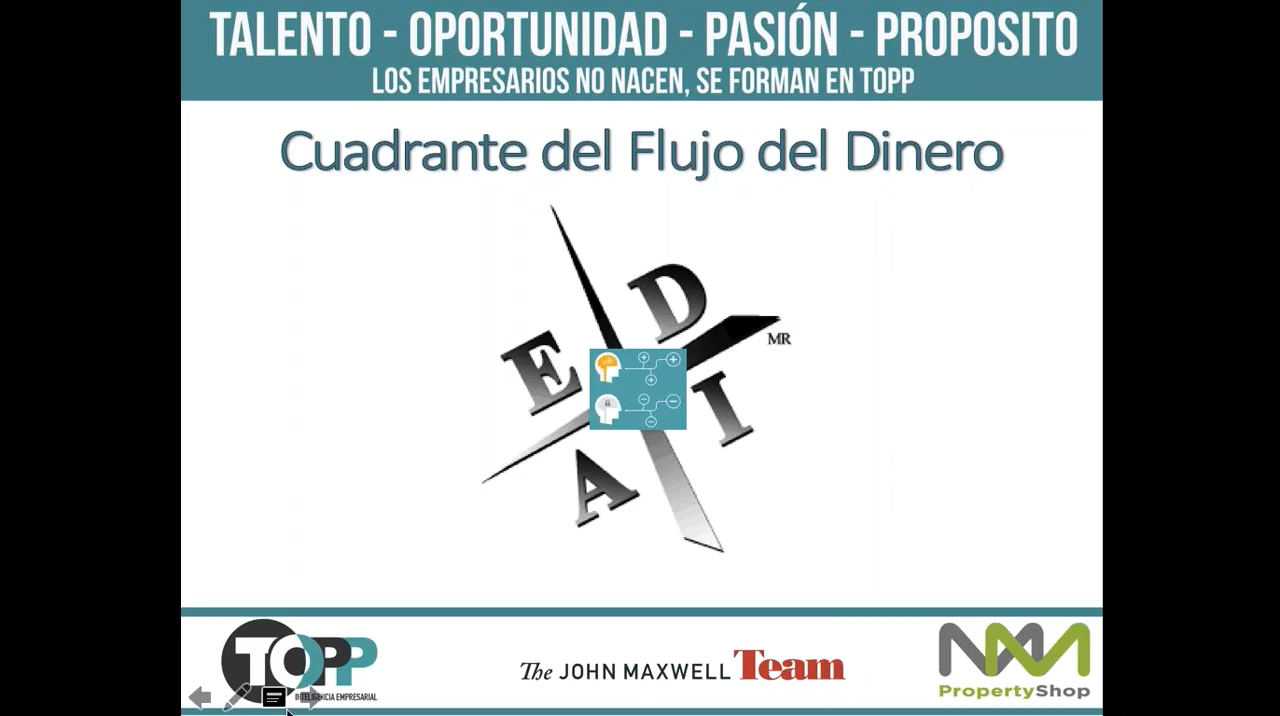 TALENTO - OPORTUNIDAD - PASIÓN - PROPOSITO
LOS EMPRESARIOS NO NACEN, SE FORMAN EN TOPP
Cuadrante del Flujo del Dinero
E D
MR
A I
TOPP
INTELIGENCIA EMPRESARIAL
The JOHN MAXWELL Team
PropertyShop